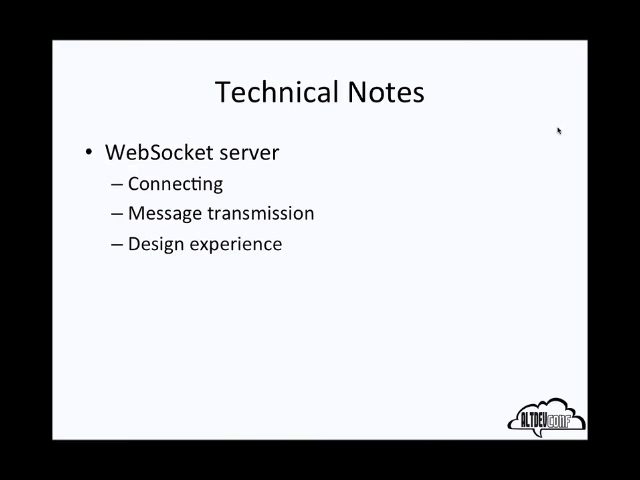 Technical Notes
• WebSocket server
– Connecting
– Message transmission
– Design experience
ALTDEVCONF